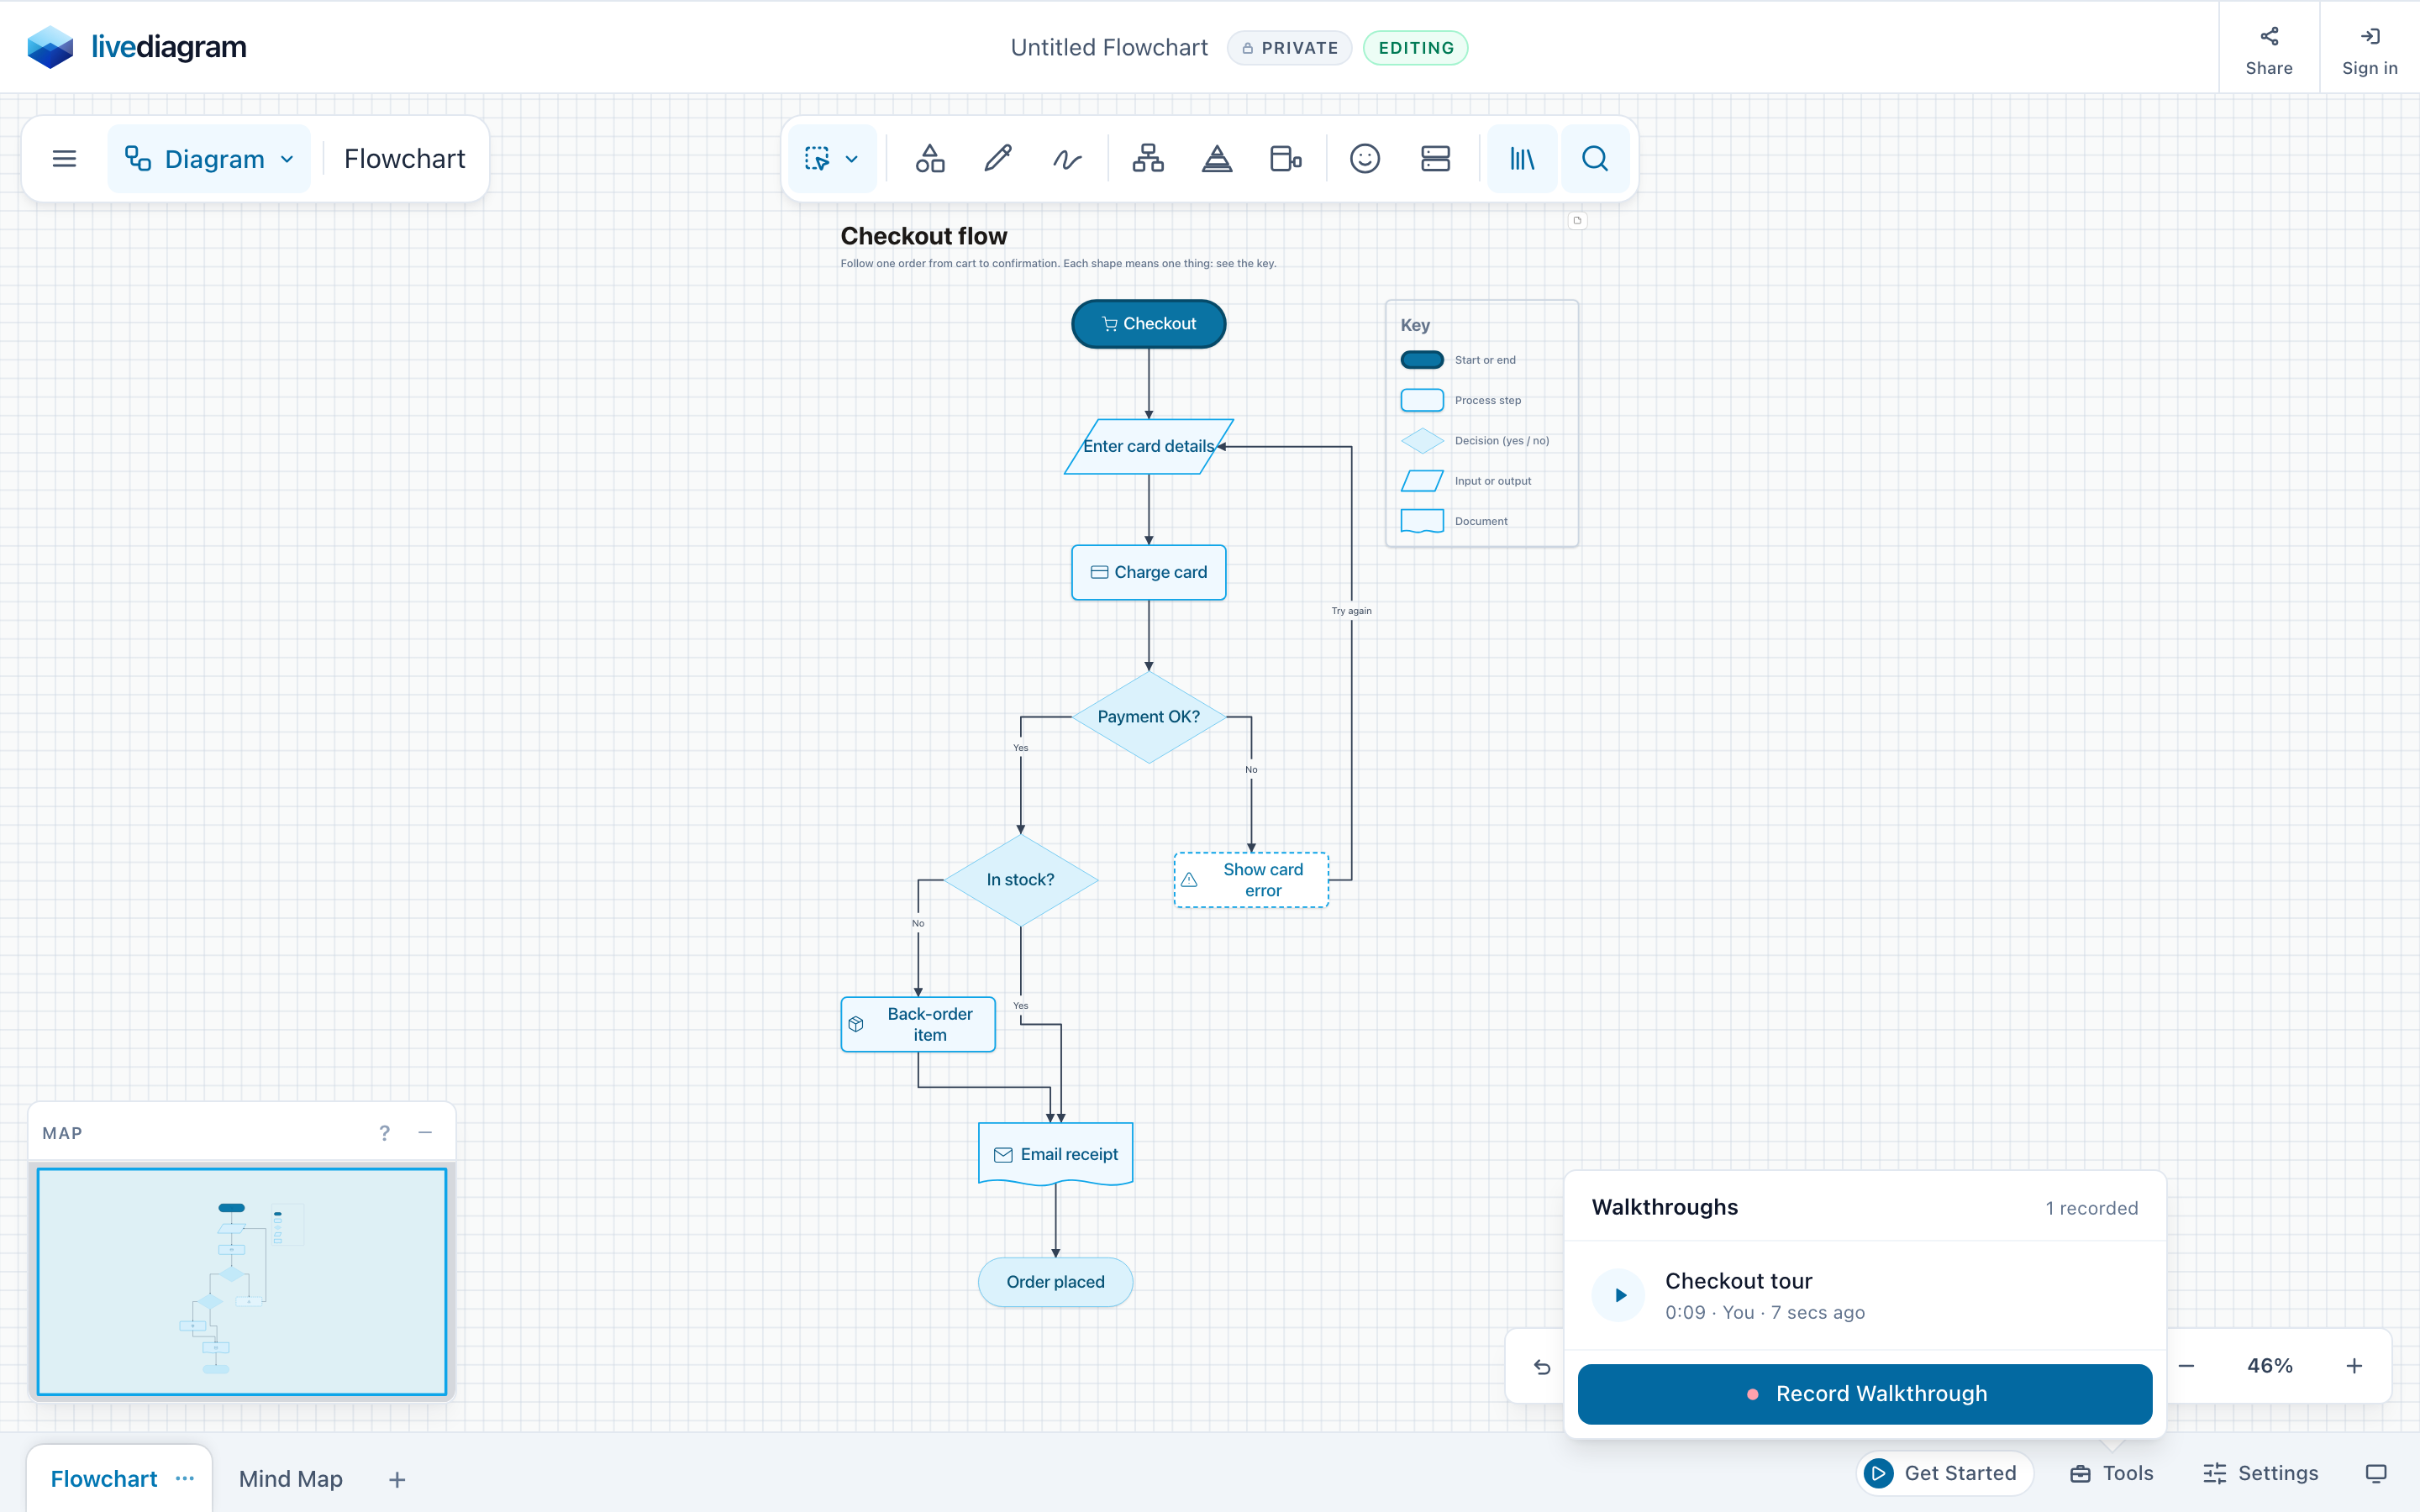 livediagram
Untitled Flowchart
PRIVATE
EDITING
Share
Sign in
Diagram
Flowchart
Checkout flow
Follow one order from cart to confirmation. Each shape means one thing: see the key.
Checkout
Key
Start or end
Process step
Decision (yes / no)
Input or output
Document
Enter card details
Charge card
Try again
Payment OK?
Yes
No
In stock?
Show card
error
No
Yes
Back-order
item
Email receipt
Order placed
MAP
?
Walkthroughs
1 recorded
Checkout tour
0:09 · You · 7 secs ago
Record Walkthrough
46%
Flowchart
Mind Map
Get Started
Tools
Settings